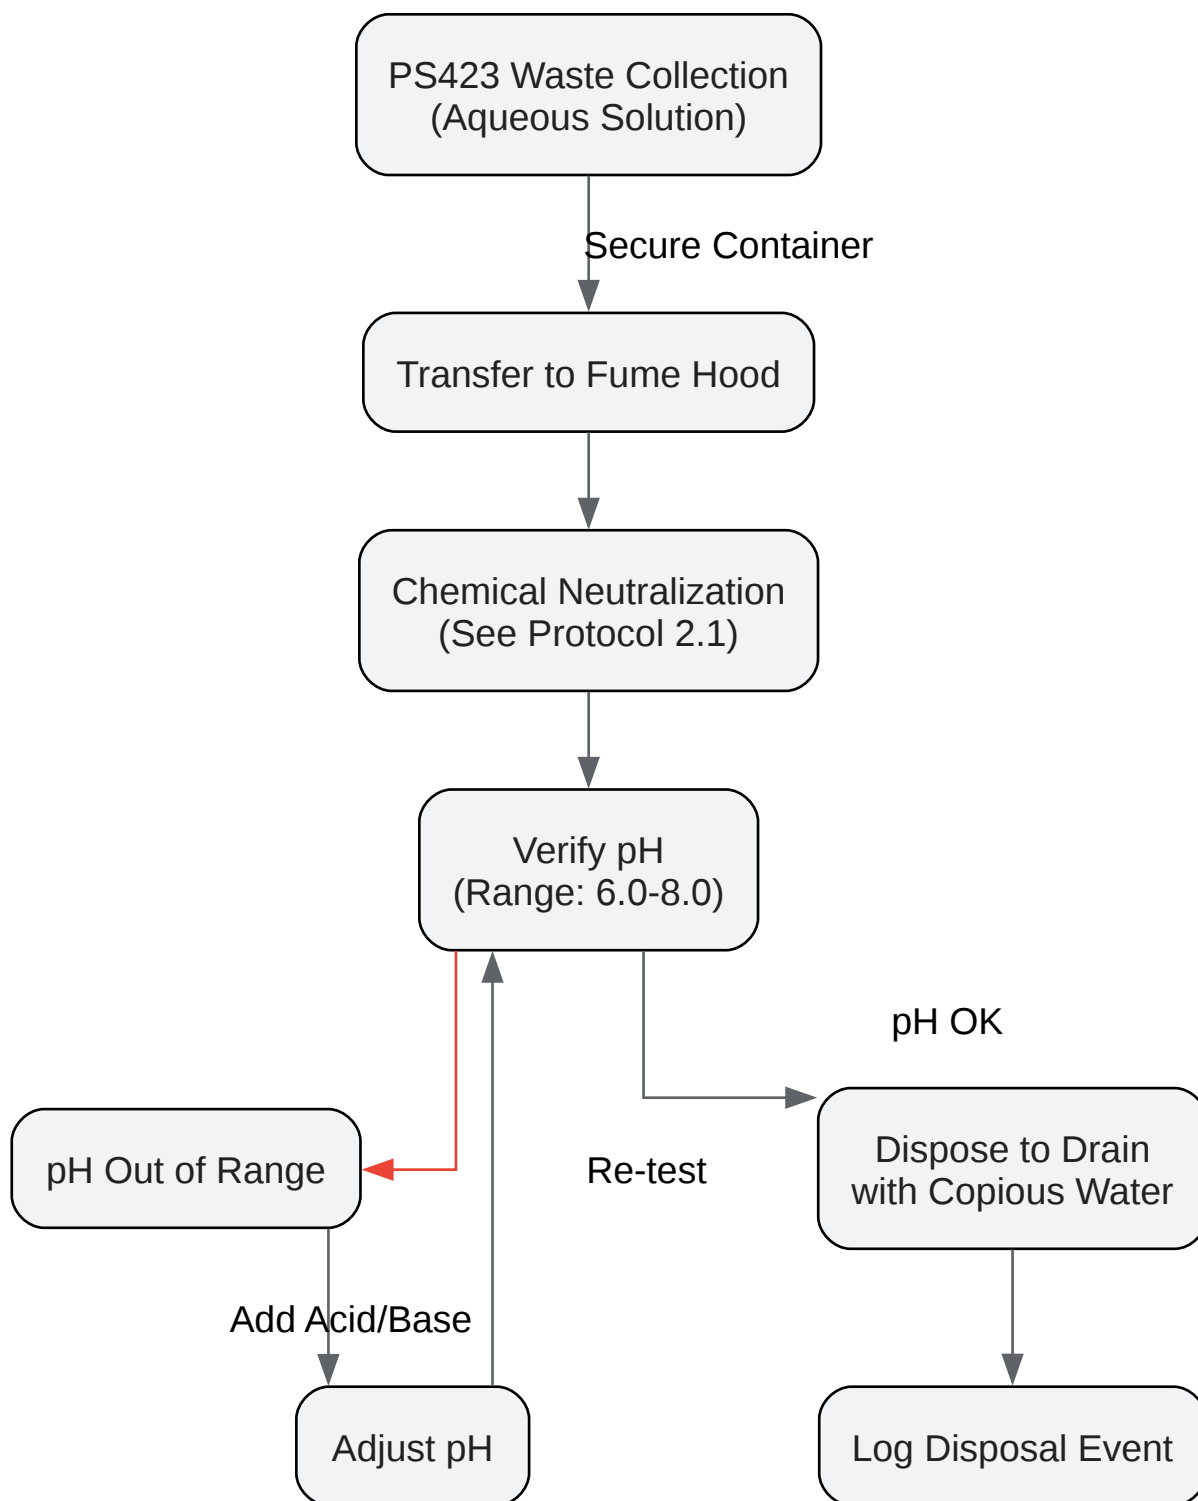 PS423 Waste Collection
(Aqueous Solution)
Secure Container
Transfer to Fume Hood
Chemical Neutralization
(See Protocol 2.1)
Verify pH
(Range: 6.0-8.0)
pH OK
pH Out of Range
Re-test
Dispose to Drain
with Copious Water
Add Acid/Base
Adjust pH
Log Disposal Event